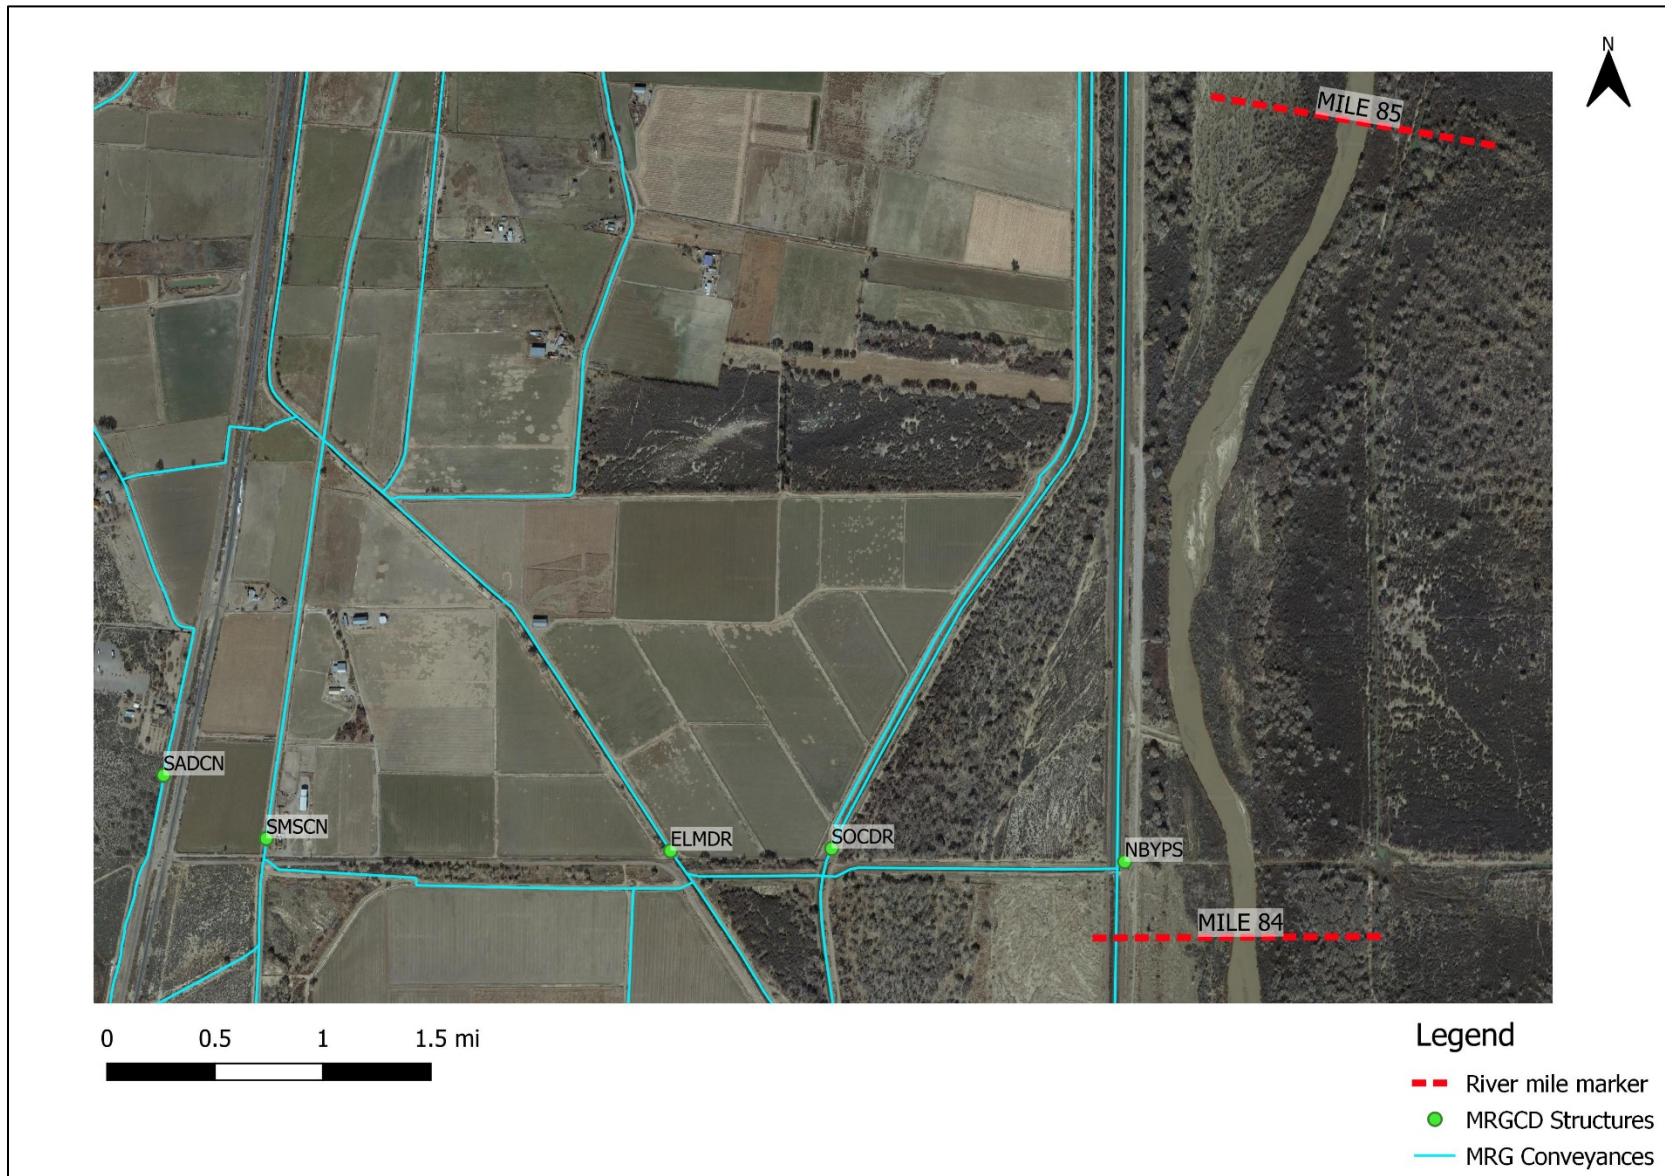 N
MILE 85
SADCN
SMSCN
ELMDR
SOCDR
NBYPS
MILE 84
0 0.5 1 1.5 mi
Legend
River mile marker
MRGCD Structures
MRG Conveyances